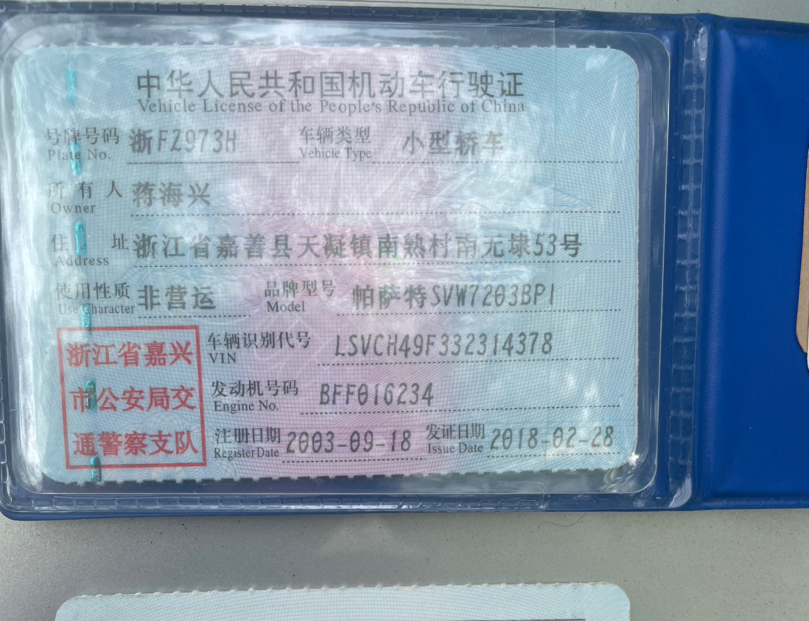 中华人民共和国机动车行驶证
Vehicle License of the People's Republic of China
号牌号码 浙FZ973H 车辆类型 小型轿车
Plate No. Vehicle Type
所有人 蒋海兴
Owner
住址 浙江省嘉善县天凝镇南熟村南无埭53号
Address
使用性质 非营运 品牌型号 帕萨特SVW7203BPI
Use Character Model
浙江省嘉兴
市公安局交
通警察支队
车辆识别代号 LSVCH49F332314378
VIN
发动机号码 BFF016234
Engine No.
注册日期 2003-09-18 发证日期 2018-02-28
Register Date Issue Date